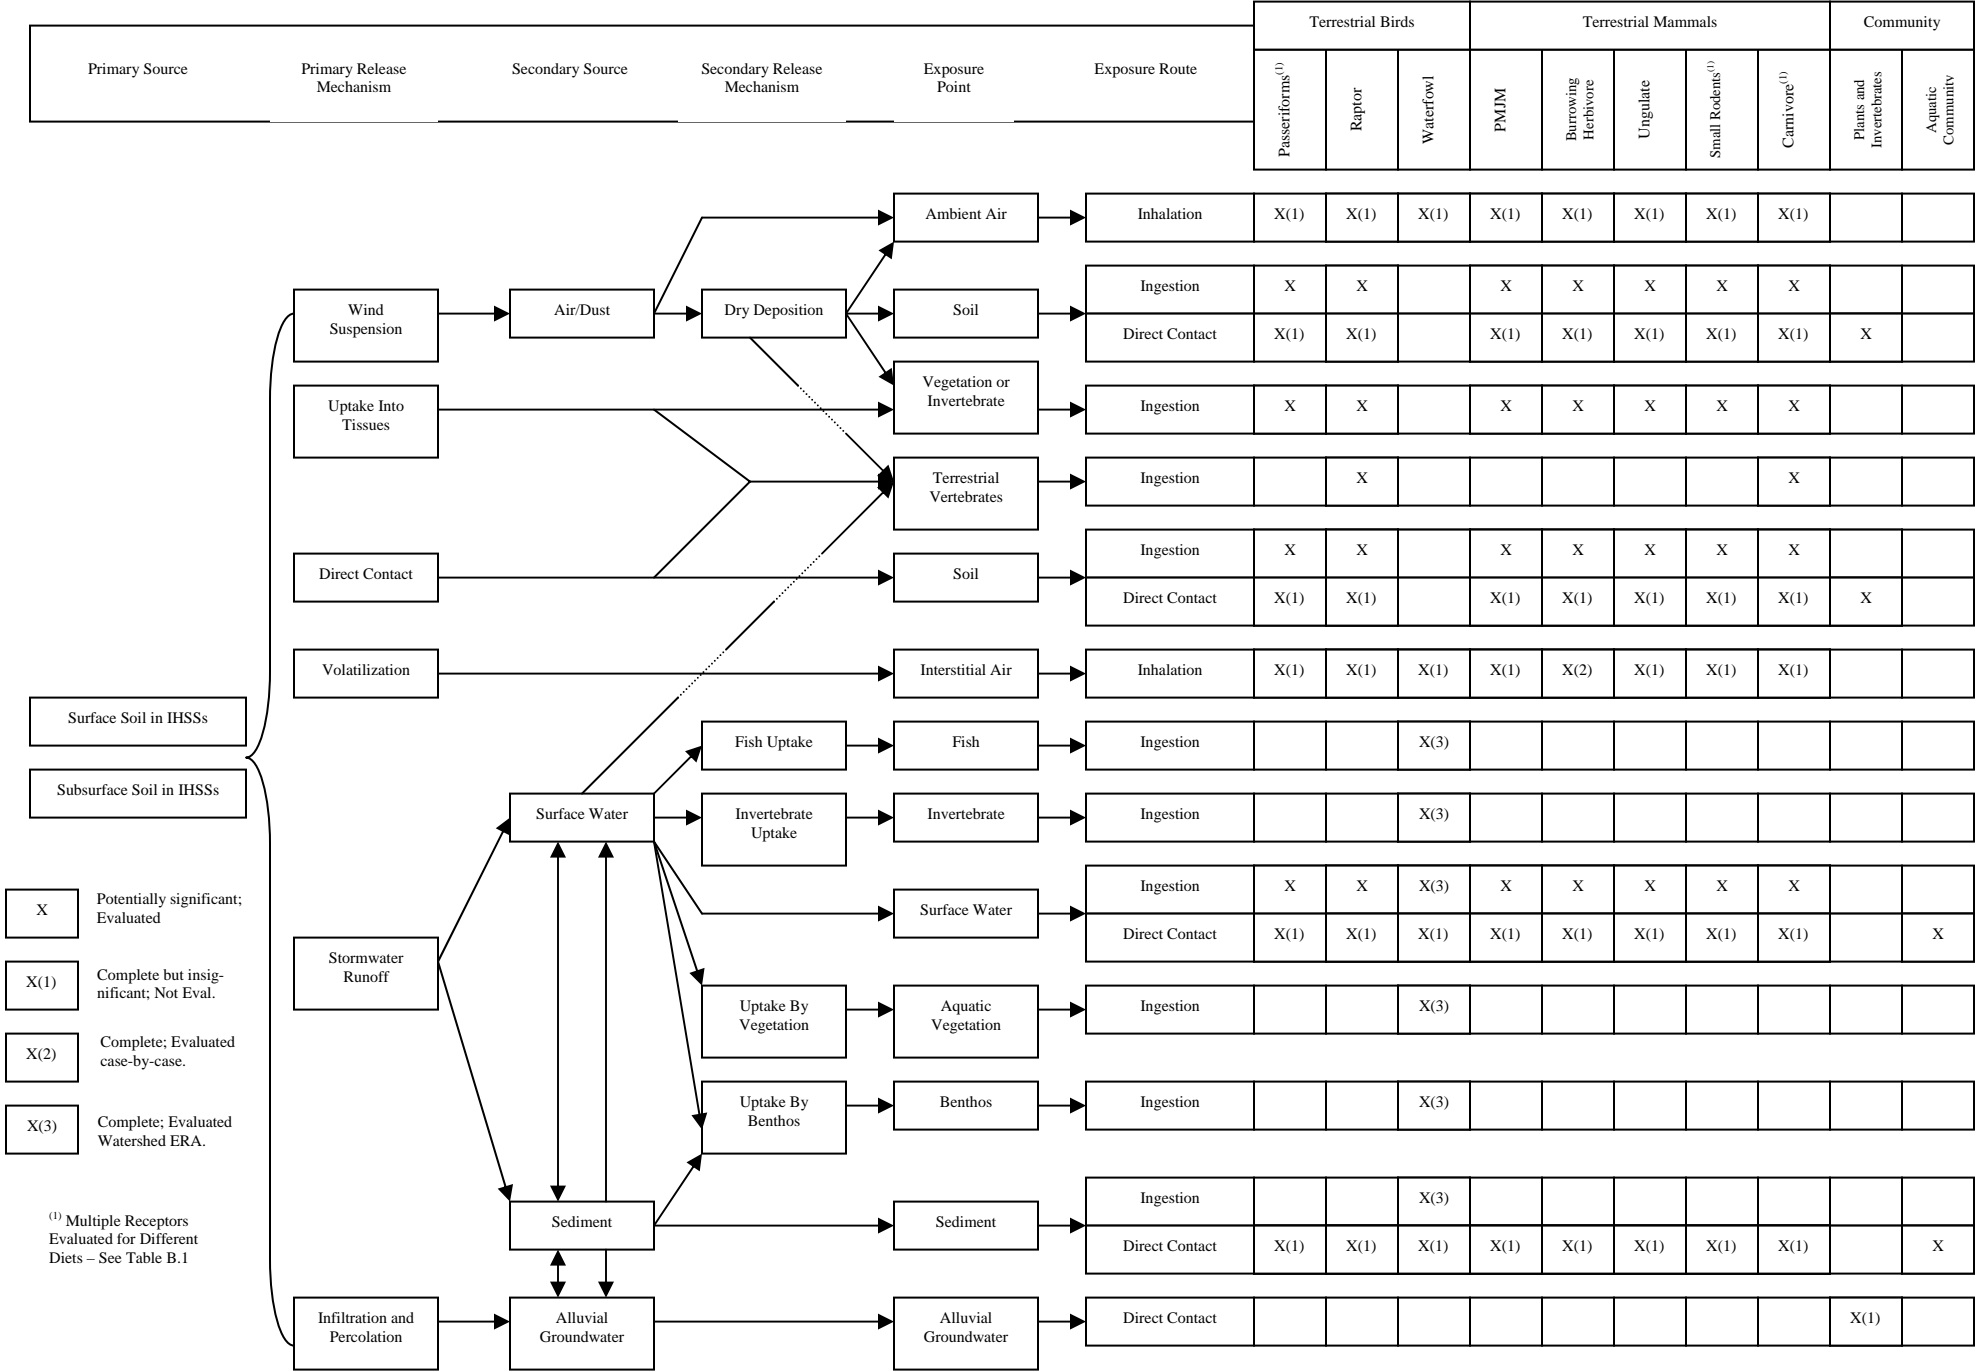 Terrestrial Birds
Terrestrial Mammals
Community
Primary Source
Primary Release
Mechanism
Secondary Source
Secondary Release
Mechanism
Exposure
Point
Exposure Route
Passeriforms(1)
Raptor
Waterfowl
PMJM
Burrowing
Herbivore
Ungulate
Small Rodents(1)
Carnivore(1)
Plants and
Invertebrates
Aquatic
Community
Ambient Air
Inhalation
X(1) X(1) X(1) X(1) X(1) X(1) X(1) X(1)
Wind
Suspension
Air/Dust
Dry Deposition
Soil
Ingestion
X X X X X X X
Direct Contact
X(1) X(1) X(1) X(1) X(1) X(1) X(1) X
Uptake Into
Tissues
Vegetation or
Invertebrate
Ingestion
X X X X X X X
Terrestrial
Vertebrates
Ingestion
X X
Direct Contact
Soil
Ingestion
X X X X X X X
Direct Contact
X(1) X(1) X(1) X(1) X(1) X(1) X(1) X
Volatilization
Interstitial Air
Inhalation
X(1) X(1) X(1) X(1) X(2) X(1) X(1) X(1)
Surface Soil in IHSSs
Subsurface Soil in IHSSs
Fish Uptake
Fish
Ingestion
X(3)
Surface Water
Invertebrate
Uptake
Invertebrate
Ingestion
X(3)
Surface Water
Ingestion
X X X(3) X X X X X
Direct Contact
X(1) X(1) X(1) X(1) X(1) X(1) X(1) X(1) X
Stormwater
Runoff
Uptake By
Vegetation
Aquatic
Vegetation
Ingestion
X(3)
Uptake By
Benthos
Benthos
Ingestion
X(3)
Sediment
Sediment
Ingestion
X(3)
Direct Contact
X(1) X(1) X(1) X(1) X(1) X(1) X(1) X(1) X
Infiltration and
Percolation
Alluvial
Groundwater
Alluvial
Groundwater
Direct Contact
X(1)
X
Potentially significant;
Evaluated
X(1)
Complete but insig-
nificant; Not Eval.
X(2)
Complete; Evaluated
case-by-case.
X(3)
Complete; Evaluated
Watershed ERA.
(1) Multiple Receptors
Evaluated for Different
Diets – See Table B.1